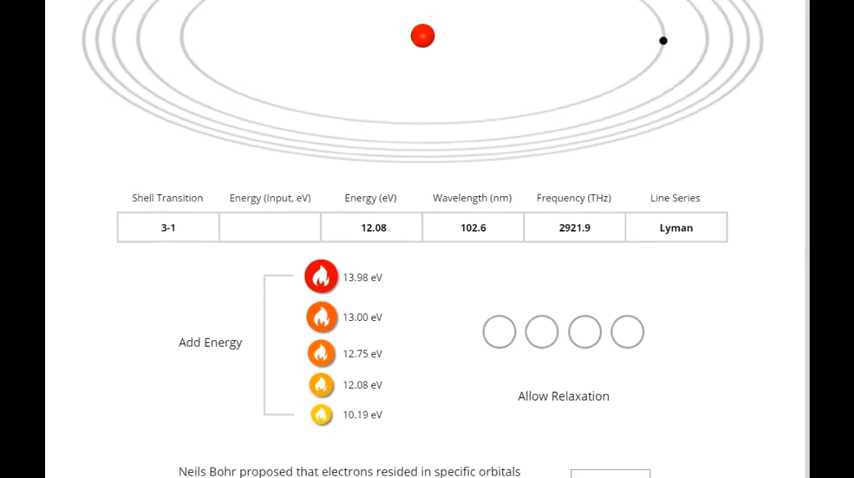 Shell Transition Energy (Input, eV) Energy (eV) Wavelength (nm) Frequency (THz) Line Series
3-1 12.08 102.6 2921.9 Lyman
13.98 eV
13.00 eV
Add Energy
12.75 eV
12.08 eV
Allow Relaxation
10.19 eV
Neils Bohr proposed that electrons resided in specific orbitals